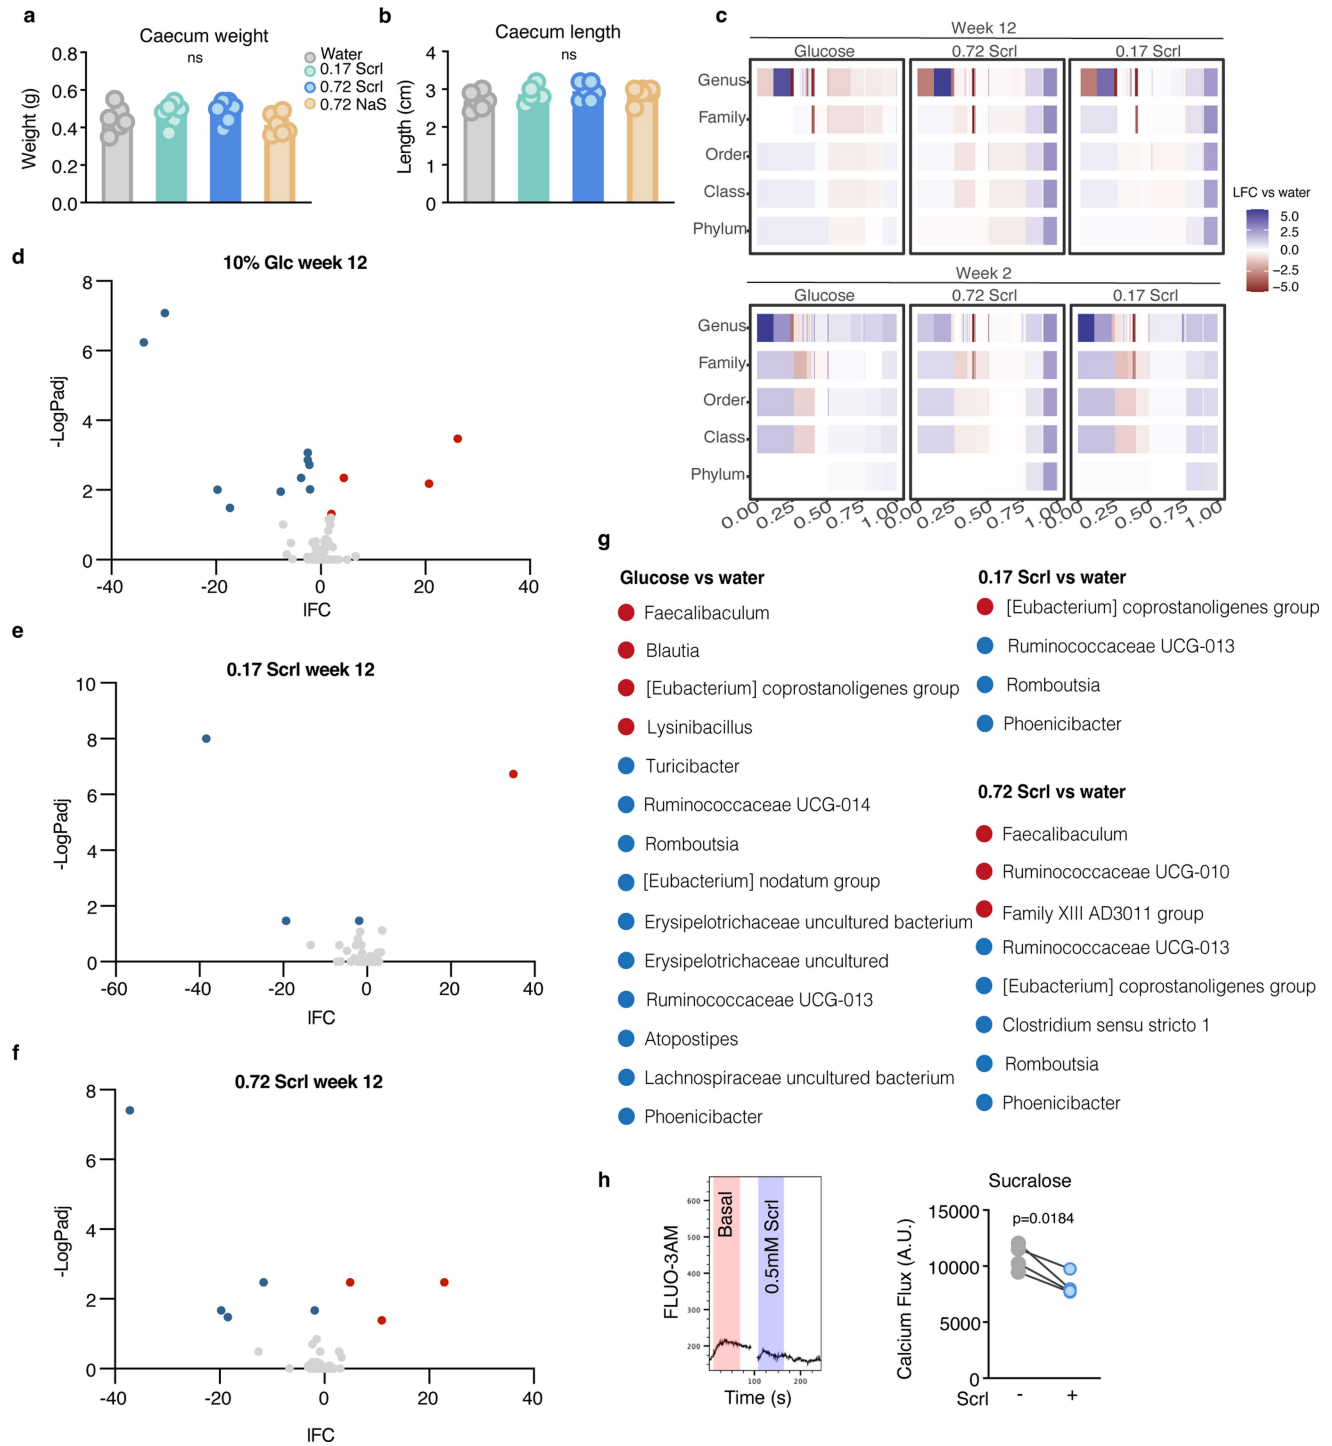 a
Caecum weight
ns
Weight (g)
0.8
0.6
0.4
0.2
0.0
Water
0.17 Scrl
0.72 Scrl
0.72 NaS
b
Caecum length
ns
Length (cm)
4
3
2
1
0
c
Week 12
Glucose
0.72 Scrl
0.17 Scrl
Genus
Family
Order
Class
Phylum
LFC vs water
5.0
2.5
0.0
−2.5
−5.0
Week 2
Glucose
0.72 Scrl
0.17 Scrl
Genus
Family
Order
Class
Phylum
0.00
0.25
0.50
0.75
1.00
0.00
0.25
0.50
0.75
1.00
0.00
0.25
0.50
0.75
1.00
d
10% Glc week 12
-LogPadj
8
6
4
2
0
-40
-20
0
20
40
lFC
e
0.17 Scrl week 12
-LogPadj
10
8
6
4
2
0
-60
-40
-20
0
20
40
lFC
f
0.72 Scrl week 12
-LogPadj
8
6
4
2
0
-40
-20
0
20
40
lFC
g
Glucose vs water
Faecalibaculum
Blautia
[Eubacterium] coprostanoligenes group
Lysinibacillus
Turicibacter
Ruminococcaceae UCG-014
Romboutsia
[Eubacterium] nodatum group
Erysipelotrichaceae uncultured bacterium
Erysipelotrichaceae uncultured
Ruminococcaceae UCG-013
Atopostipes
Lachnospiraceae uncultured bacterium
Phoenicibacter
0.17 Scrl vs water
[Eubacterium] coprostanoligenes group
Ruminococcaceae UCG-013
Romboutsia
Phoenicibacter
0.72 Scrl vs water
Faecalibaculum
Ruminococcaceae UCG-010
Family XIII AD3011 group
Ruminococcaceae UCG-013
[Eubacterium] coprostanoligenes group
Clostridium sensu stricto 1
Romboutsia
Phoenicibacter
h
FLUO-3AM
600
500
400
300
200
Basal
0.5mM Scrl
100
200
Time (s)
Sucralose
p=0.0184
Calcium Flux (A.U.)
15000
10000
5000
0
Scrl
-
+